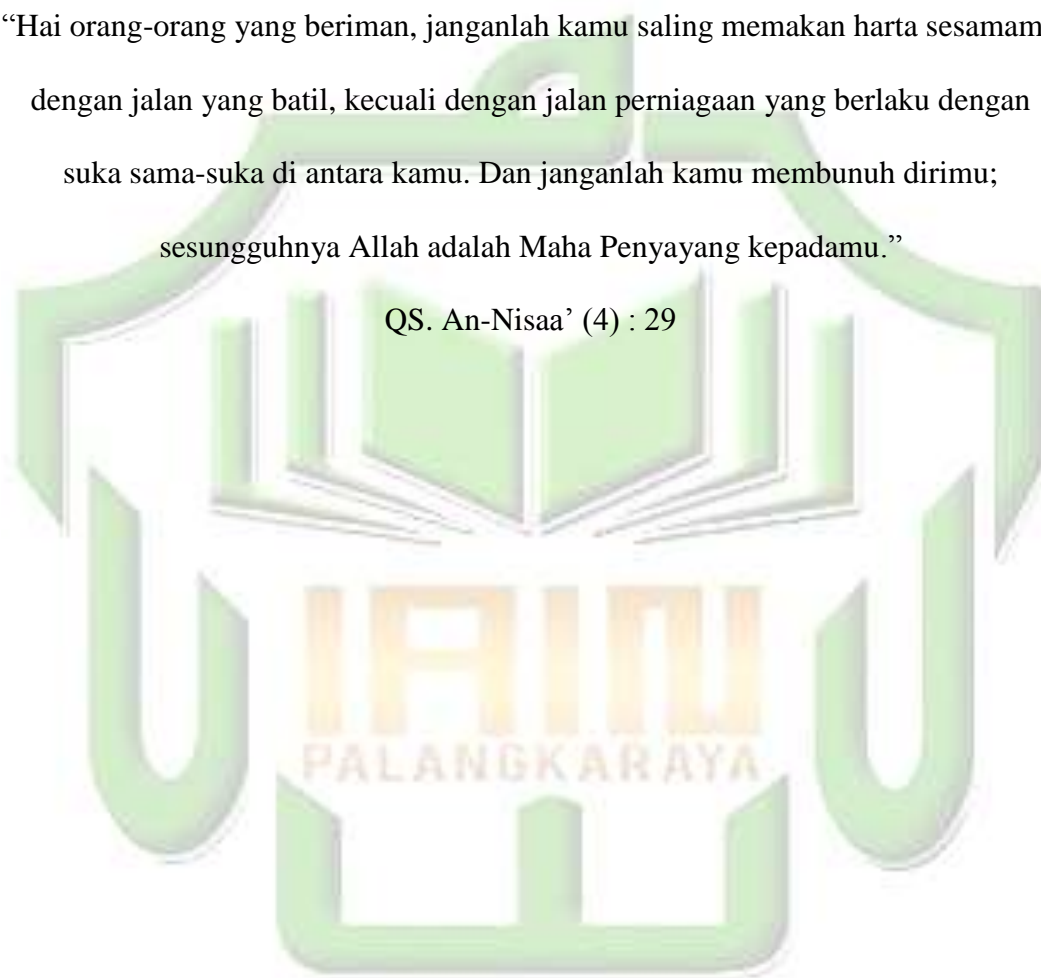 “Hai orang-orang yang beriman, janganlah kamu saling memakan harta sesamam
dengan jalan yang batil, kecuali dengan jalan perniagaan yang berlaku dengan
suka sama-suka di antara kamu. Dan janganlah kamu membunuh dirimu;
sesungguhnya Allah adalah Maha Penyayang kepadamu.”
QS. An-Nisaa’ (4) : 29
IAIN
PALANGKARAYA